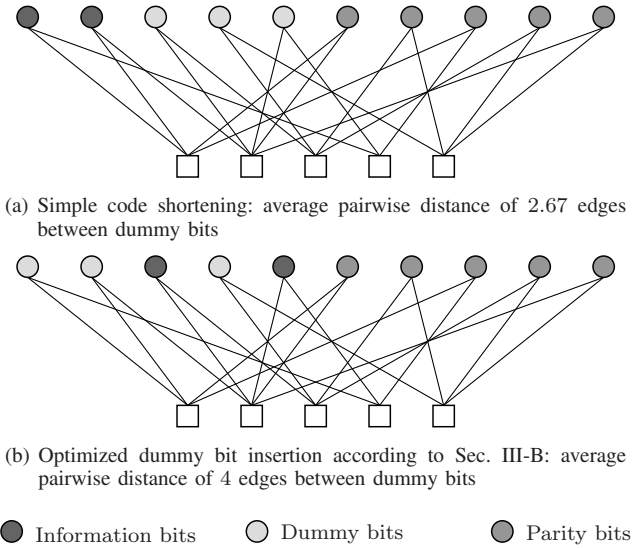 (a) Simple code shortening: average pairwise distance of 2.67 edges
between dummy bits
(b) Optimized dummy bit insertion according to Sec. III-B: average
pairwise distance of 4 edges between dummy bits
Information bits Dummy bits Parity bits